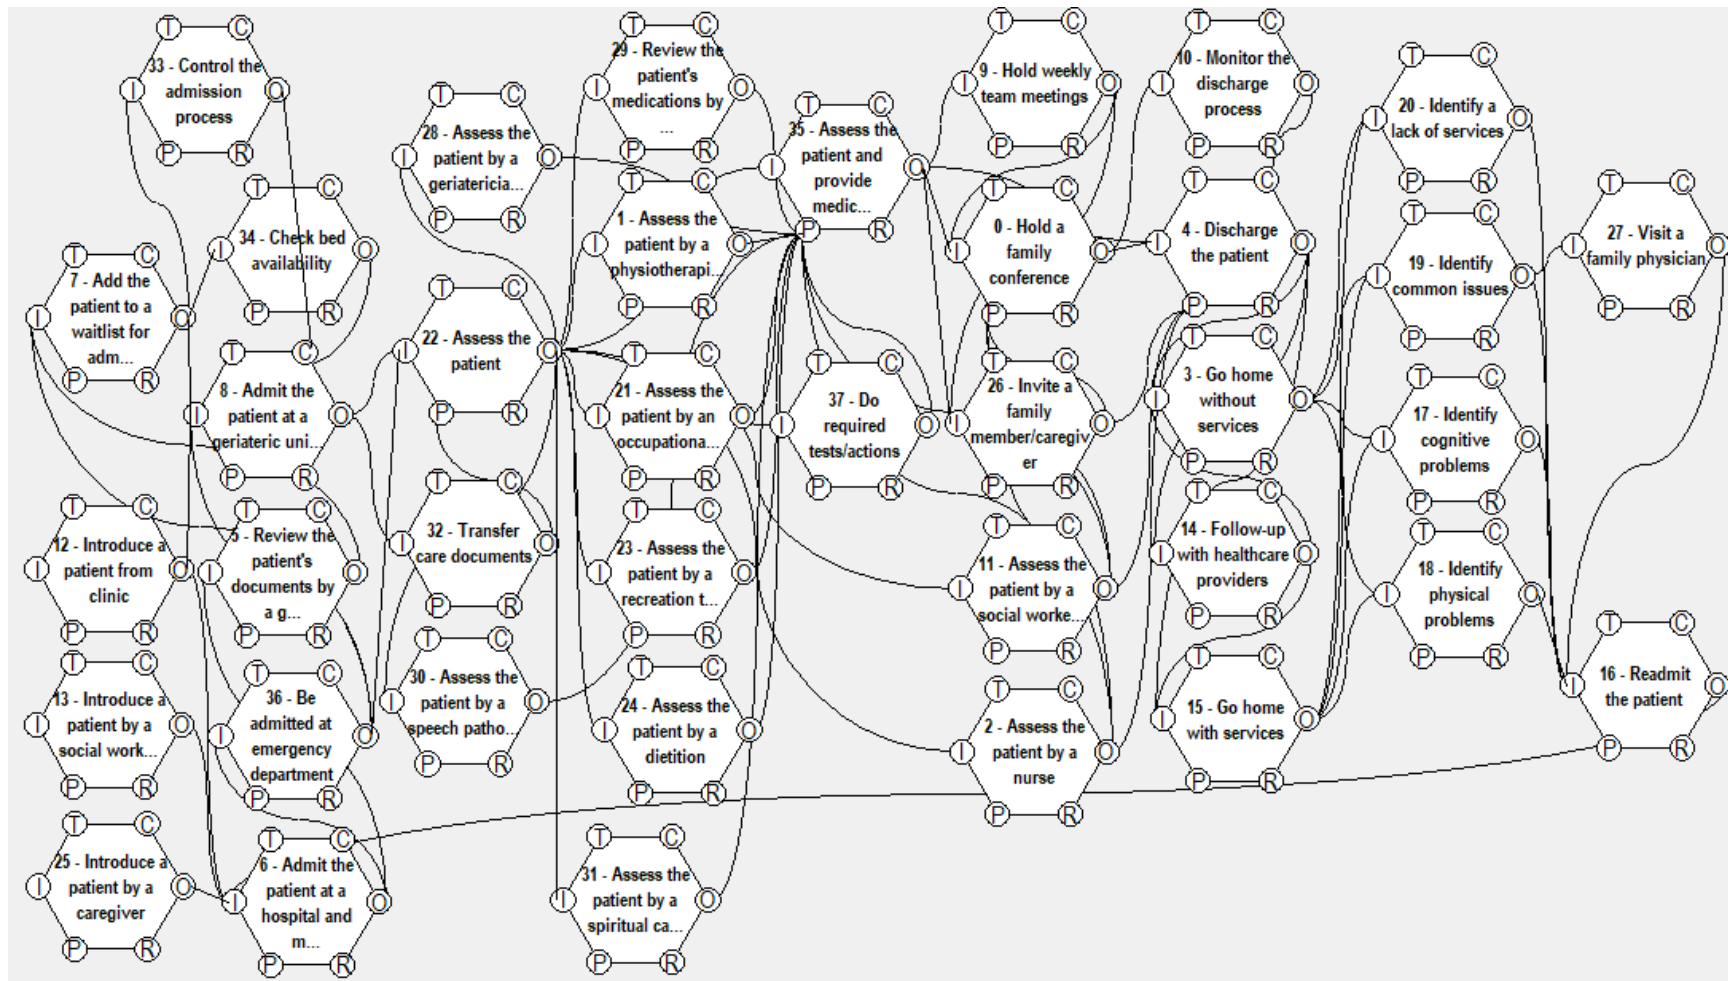 T C
33 - Control the
I admission O
process
P R
T C
29 - Review the
I patient's O
medications by
...
P R
T C
9 - Hold weekly
I team meetings O
P R
T C
10 - Monitor the
I discharge O
process
P R
T C
20 - Identify a
I lack of services O
P R
T C
28 - Assess the
I patient by a O
geriatericia...
P R
T C
35 - Assess the
I patient and O
provide
medic...
P R
T C
34 - Check bed
I availability O
P R
T C
1 - Assess the
I patient by a O
physiotherapi...
P R
T C
0 - Hold a
I family O
conference
P R
T C
4 - Discharge
I the patient O
P R
T C
19 - Identify
I common issues O
P R
T C
27 - Visit a
I family physician O
P R
T C
7 - Add the
patient to a
I waitlist for O
adm...
P R
T C
8 - Admit the
I patient at a O
geriateric uni...
P R
T C
22 - Assess the
I patient O
P R
T C
21 - Assess the
I patient by an O
occupationa...
P R
T C
37 - Do
I required O
tests/actions
P R
T C
26 - Invite a
I family O
member/caregiv
er
P R
T C
3 - Go home
I without O
services
P R
T C
17 - Identify
I cognitive O
problems
P R
T C
12 - Introduce a
I patient from O
clinic
P R
T C
5 - Review the
patient's
I documents by O
a g...
P R
T C
32 - Transfer
I care documents O
P R
T C
23 - Assess the
I patient by a O
recreation t...
P R
T C
11 - Assess the
I patient by a O
social worke...
P R
T C
14 - Follow-up
I with healthcare O
providers
P R
T C
18 - Identify
I physical O
problems
P R
T C
13 - Introduce a
I patient by a O
social work...
P R
T C
36 - Be
I admitted at O
emergency
department
P R
T C
30 - Assess the
I patient by a O
speech patho...
P R
T C
24 - Assess the
I patient by a O
dietition
P R
T C
2 - Assess the
I patient by a O
nurse
P R
T C
15 - Go home
I with services O
P R
T C
16 - Readmit
I the patient O
P R
T C
25 - Introduce a
I patient by a O
caregiver
P R
T C
6 - Admit the
patient at a
I hospital and O
m...
P R
T C
31 - Assess the
I patient by a O
spiritual ca...
P R